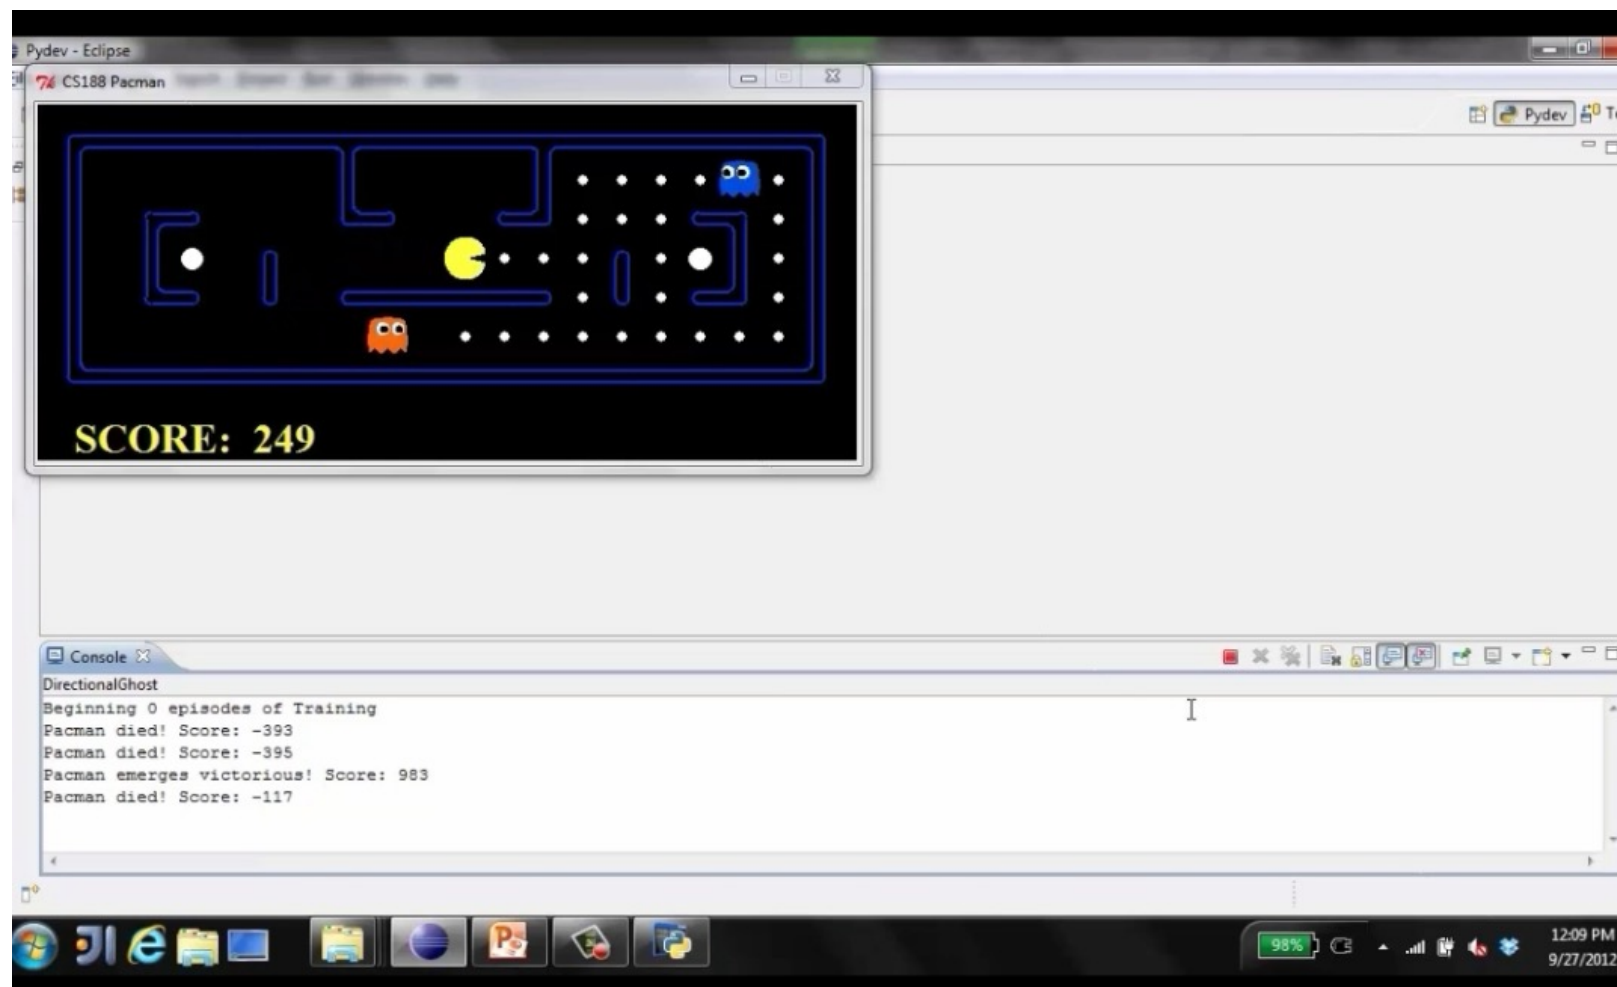 Pydev - Eclipse
CS188 Pacman
Pydev
SCORE: 249
Console
DirectionalGhost
Beginning 0 episodes of Training
Pacman died! Score: -393
Pacman died! Score: -395
Pacman emerges victorious! Score: 983
Pacman died! Score: -117
98%
12:09 PM
9/27/2012